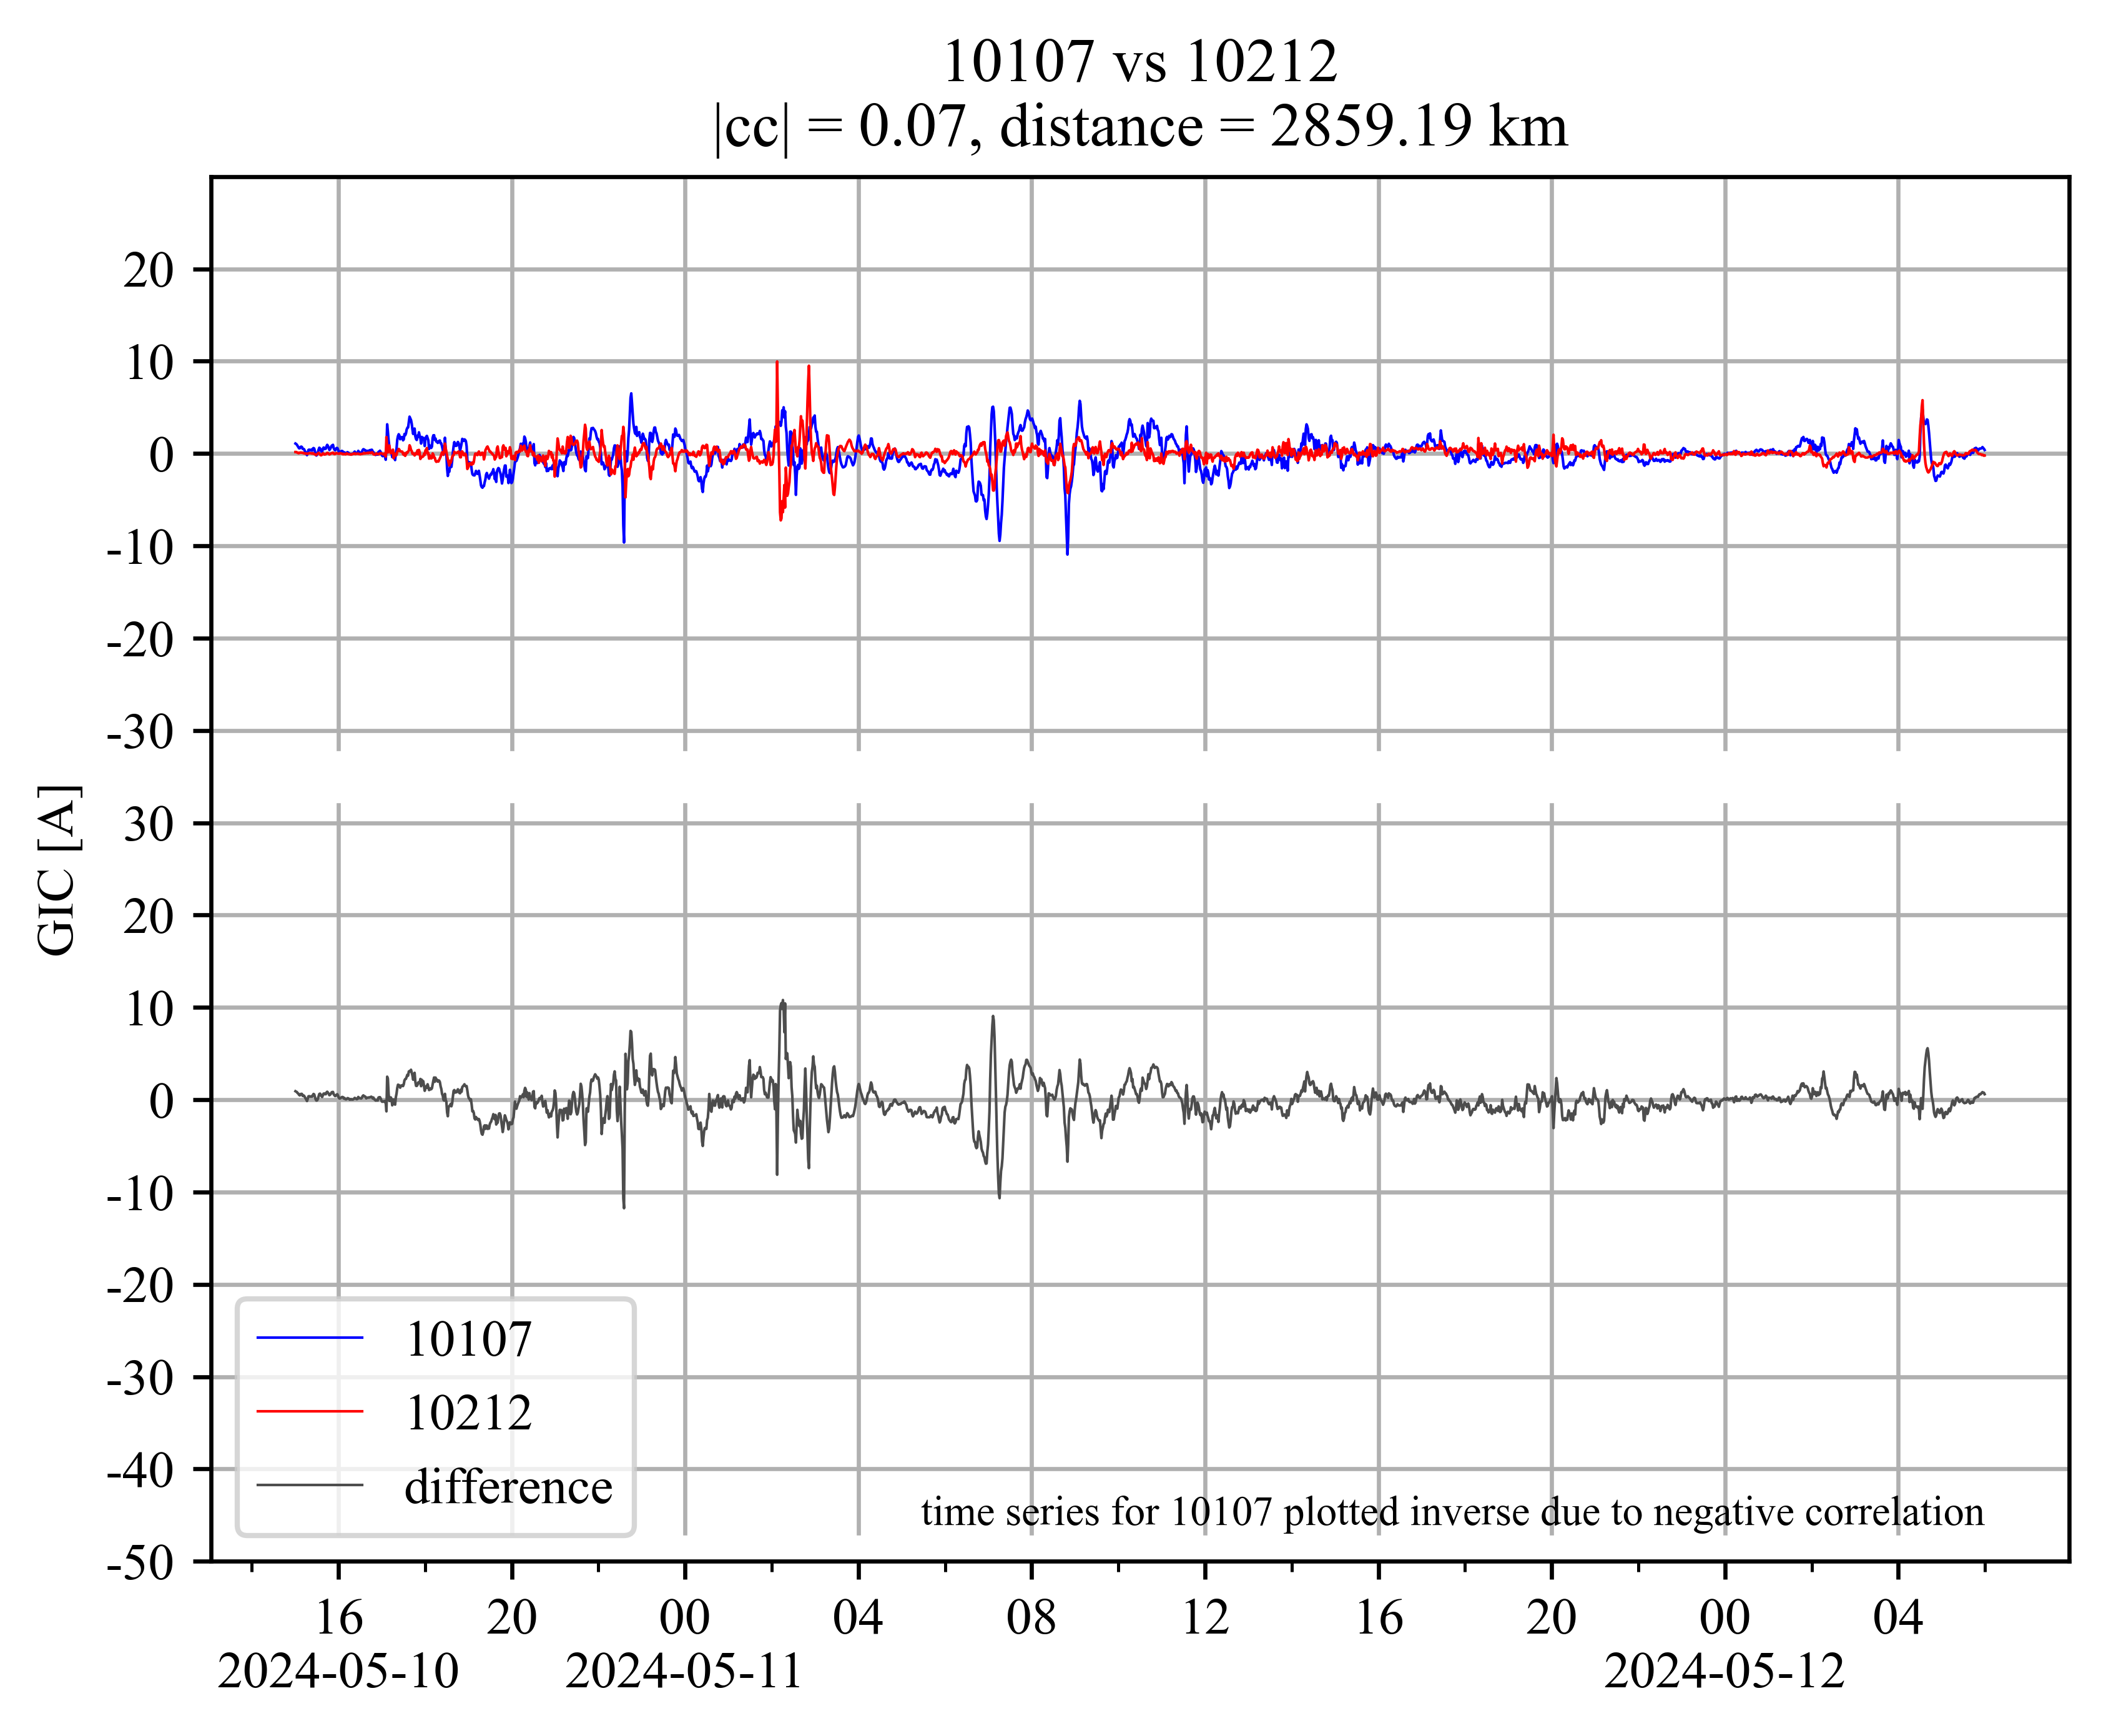 10107 vs 10212
|cc| = 0.07, distance = 2859.19 km
20
10
0
-10
-20
-30
30
20
10
0
-10
-20
-30
-40
-50
GIC [A]
10107
10212
difference
time series for 10107 plotted inverse due to negative correlation
16 20 00 04 08 12 16 20 00 04
2024-05-10 2024-05-11 2024-05-12